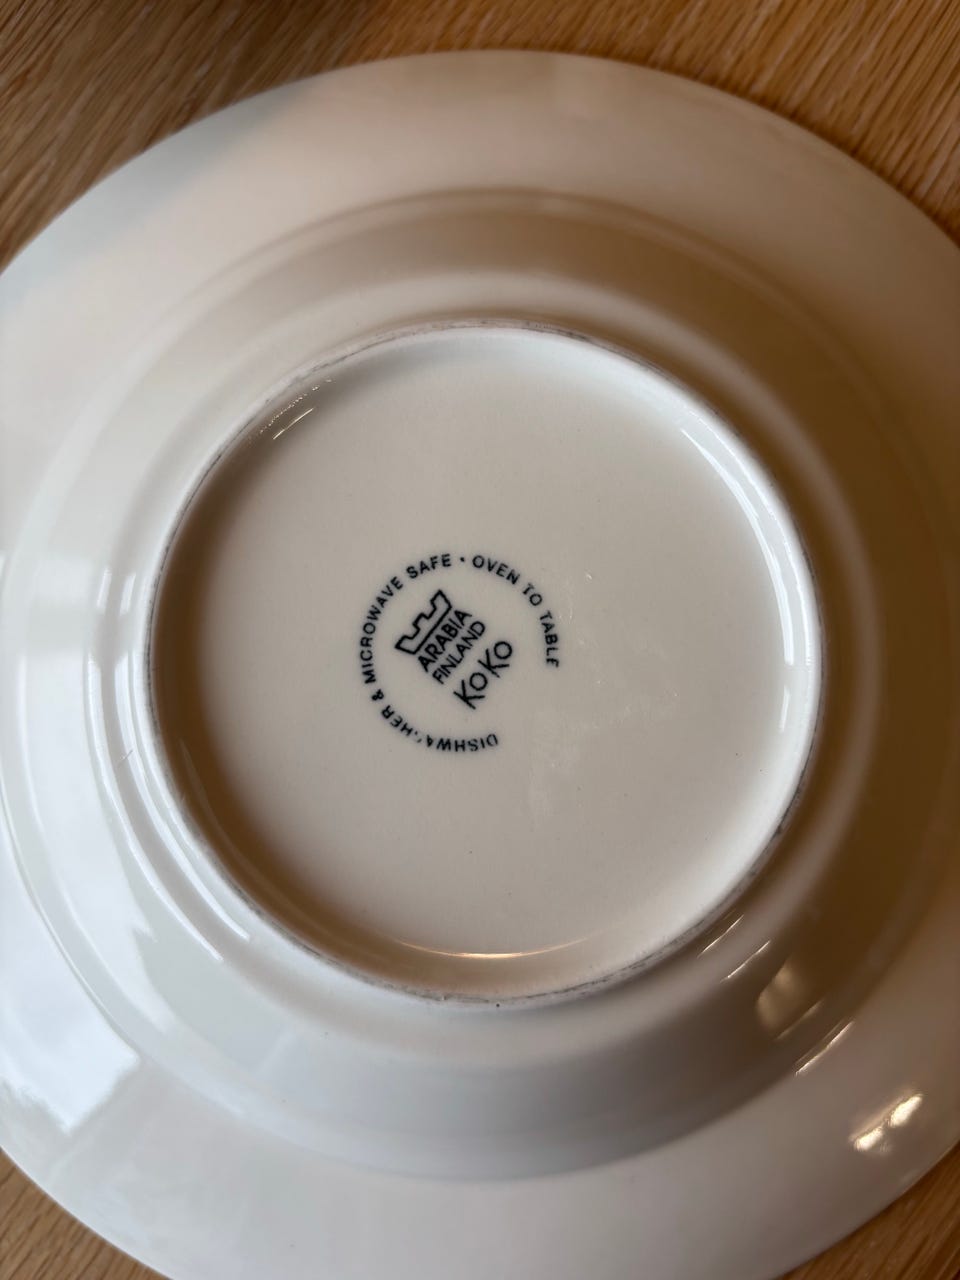 DISHWASHER & MICROWAVE SAFE · OVEN TO TABLE
ARABIA
FINLAND
KOKO